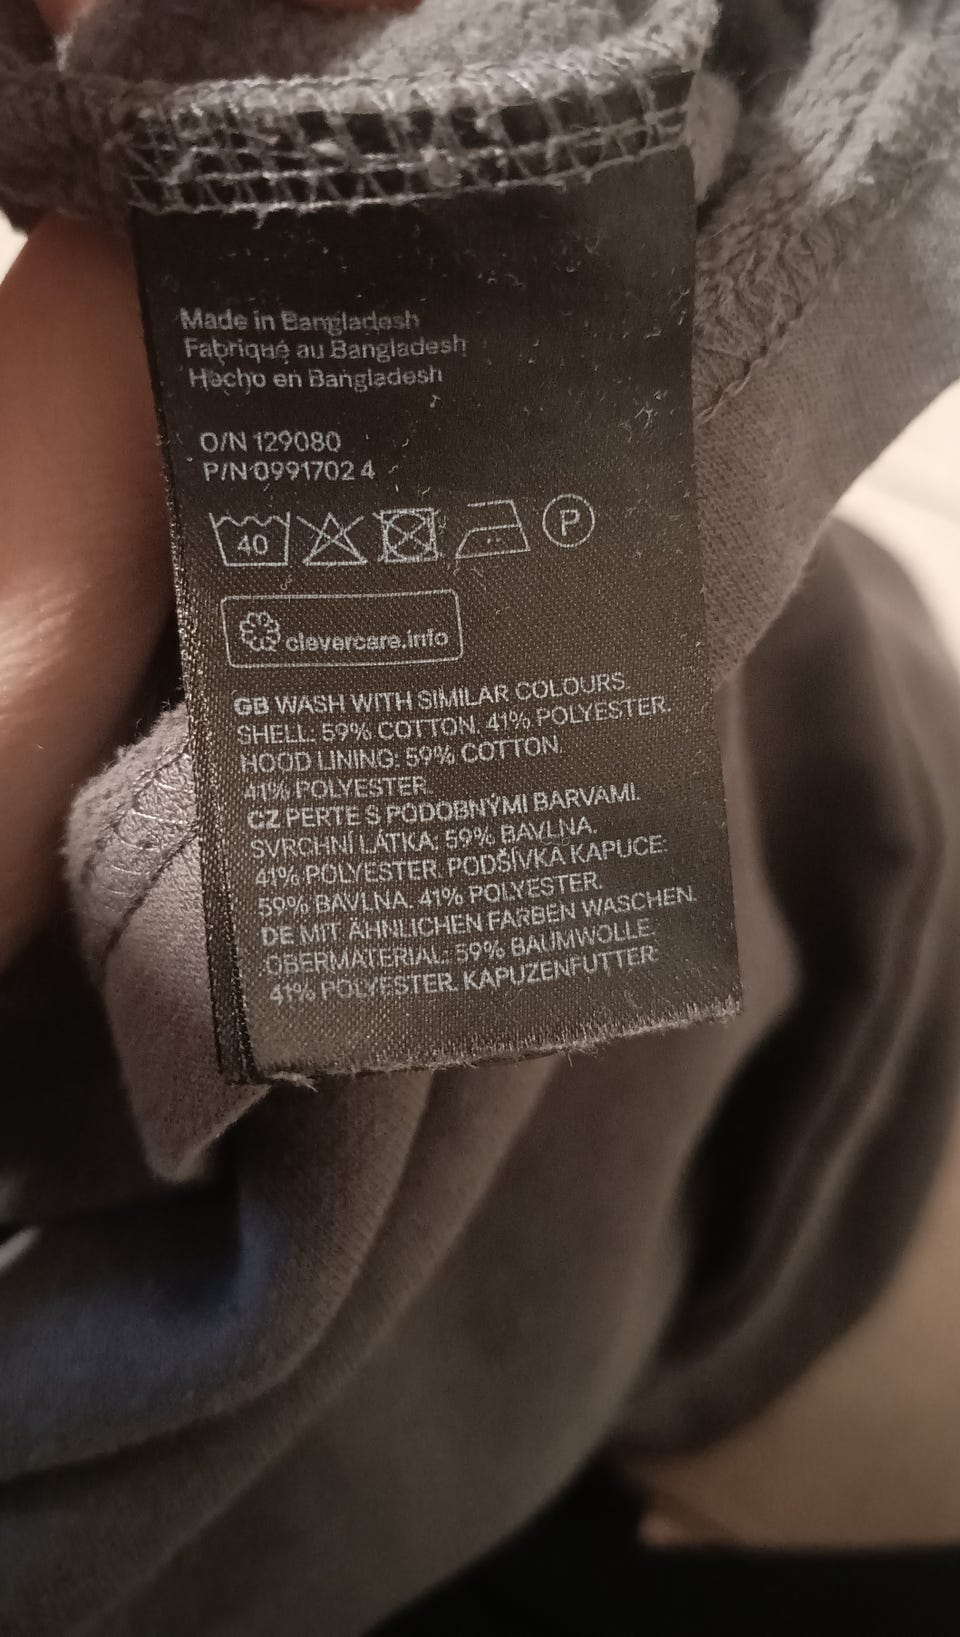 Made in Bangladesh
Fabriqué au Bangladesh
Hecho en Bangladesh
O/N 129080
P/N 0991702 4
40
P
clevercare.info
GB WASH WITH SIMILAR COLOURS.
SHELL: 59% COTTON. 41% POLYESTER.
HOOD LINING: 59% COTTON.
41% POLYESTER.
CZ PERTE S PODOBNÝMI BARVAMI.
SVRCHNÍ LÁTKA: 59% BAVLNA.
41% POLYESTER. PODŠÍVKA KAPUCE:
59% BAVLNA. 41% POLYESTER.
DE MIT ÄHNLICHEN FARBEN WASCHEN.
OBERMATERIAL: 59% BAUMWOLLE.
41% POLYESTER. KAPUZENFUTTER: